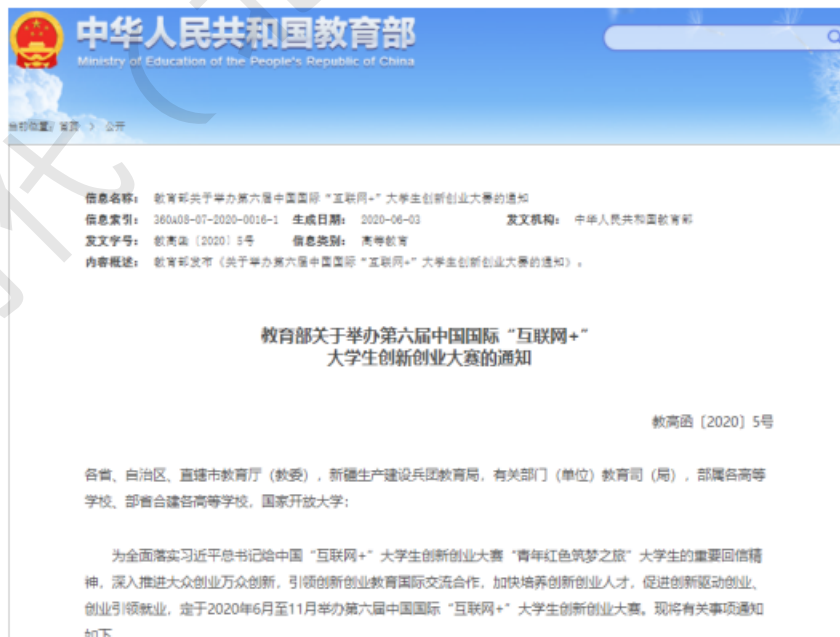 中华人民共和国教育部
Ministry of Education of the People's Republic of China
当前位置: 首页 > 公开
信息名称: 教育部关于举办第六届中国国际“互联网+”大学生创新创业大赛的通知
信息索引: 360A08-07-2020-0016-1 生成日期: 2020-06-03 发文机构: 中华人民共和国教育部
发文字号: 教高函〔2020〕5号 信息类别: 高等教育
内容概述: 教育部发布《关于举办第六届中国国际“互联网+”大学生创新创业大赛的通知》。
教育部关于举办第六届中国国际“互联网+”
大学生创新创业大赛的通知
教高函〔2020〕5号
各省、自治区、直辖市教育厅（教委），新疆生产建设兵团教育局，有关部门（单位）教育司（局），部属各高等
学校、部省合建各高等学校，国家开放大学：
为全面落实习近平总书记给中国“互联网+”大学生创新创业大赛“青年红色筑梦之旅”大学生的重要回信精
神，深入推进大众创业万众创新，引领创新创业教育国际交流合作，加快培养创新创业人才，促进创新驱动创业、
创业引领就业，定于2020年6月至11月举办第六届中国国际“互联网+”大学生创新创业大赛。现将有关事项通知
如下
代